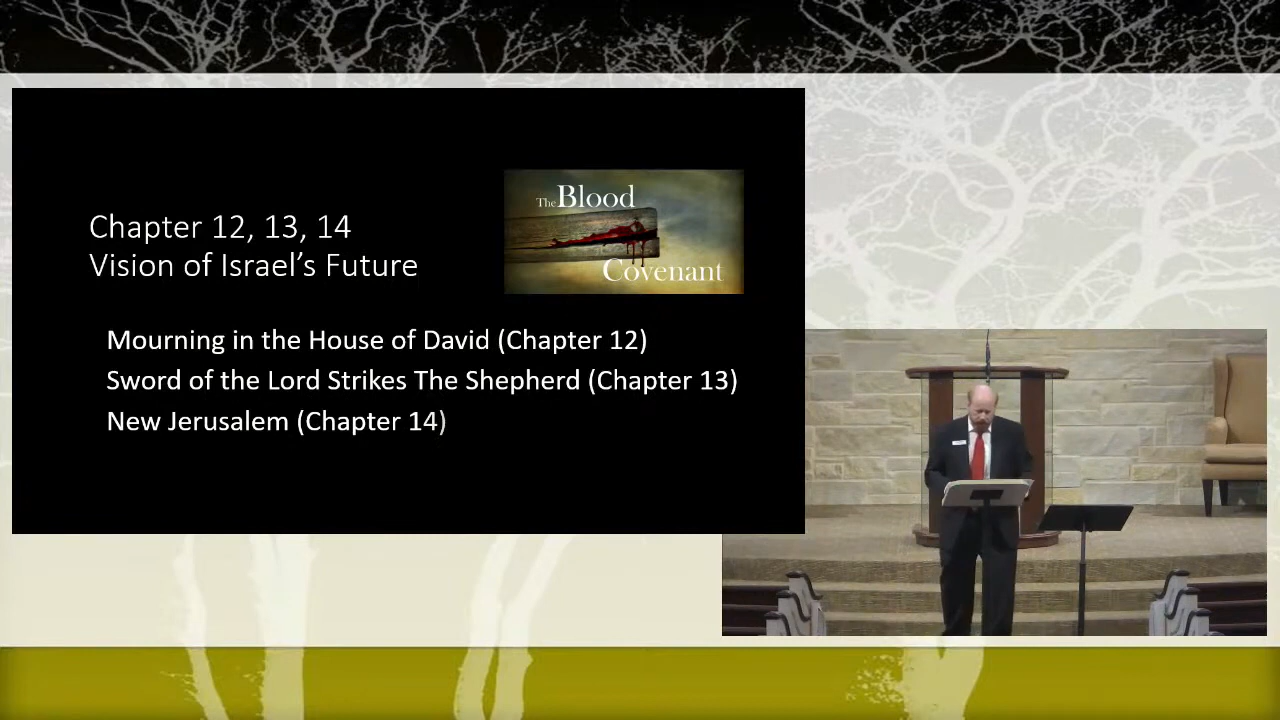 Chapter 12, 13, 14
Vision of Israel’s Future
The Blood
Covenant
Mourning in the House of David (Chapter 12)
Sword of the Lord Strikes The Shepherd (Chapter 13)
New Jerusalem (Chapter 14)